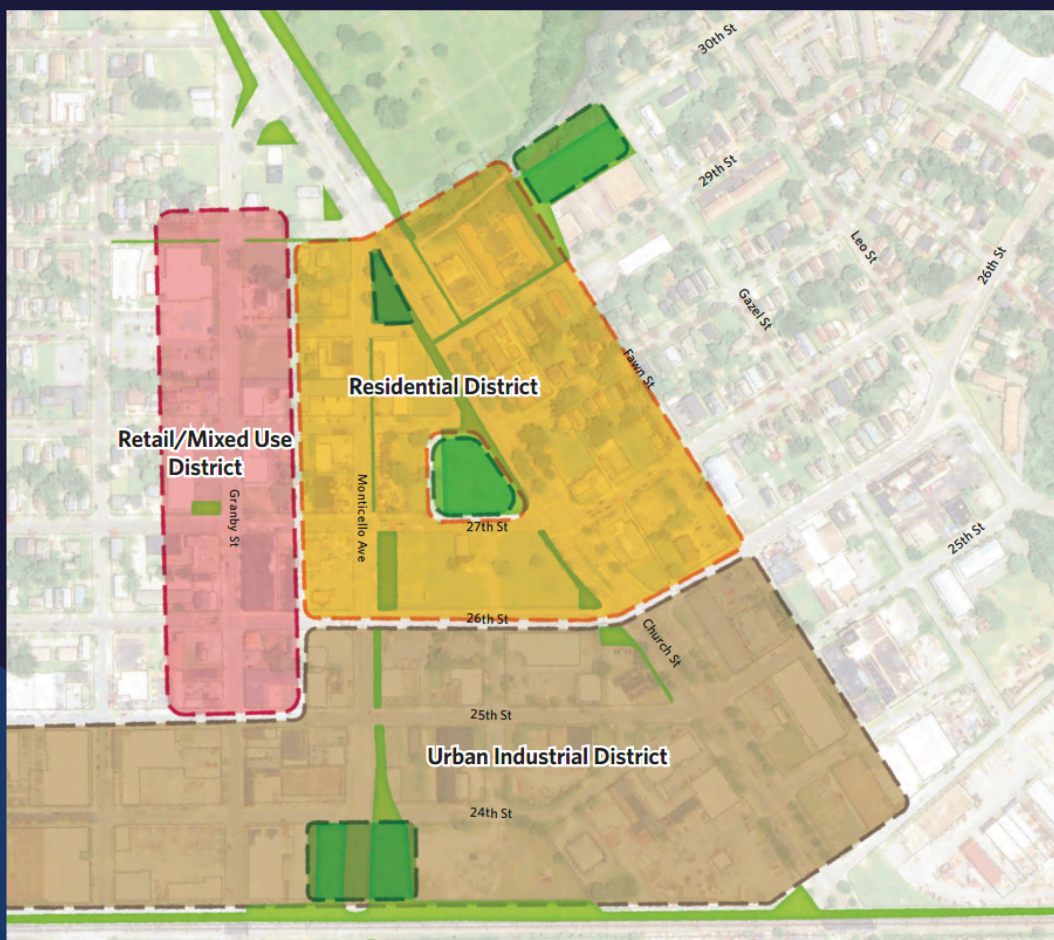 30th St
29th St
Leo St
26th St
Gazel St
Fawn St
Residential District
Retail/Mixed Use
District
Granby St
Monticello Ave
27th St
25th St
26th St
Church St
25th St
Urban Industrial District
24th St